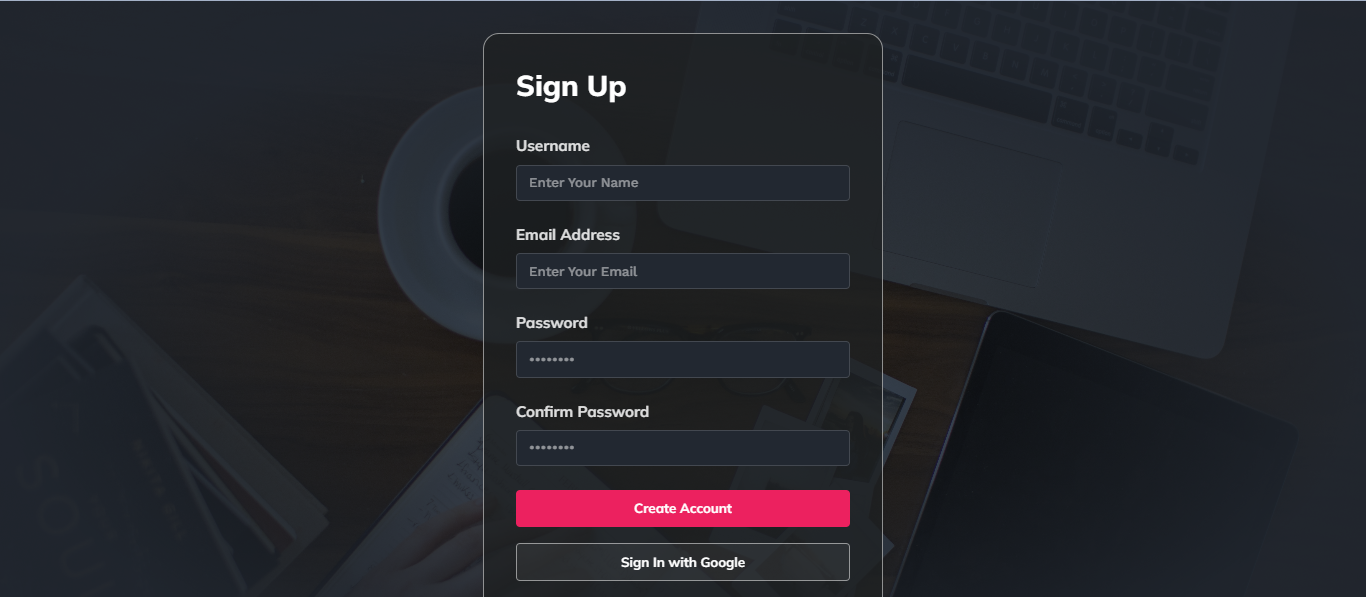 Sign Up
Username
Enter Your Name
Email Address
Enter Your Email
Password
••••••••
Confirm Password
••••••••
Create Account
Sign In with Google